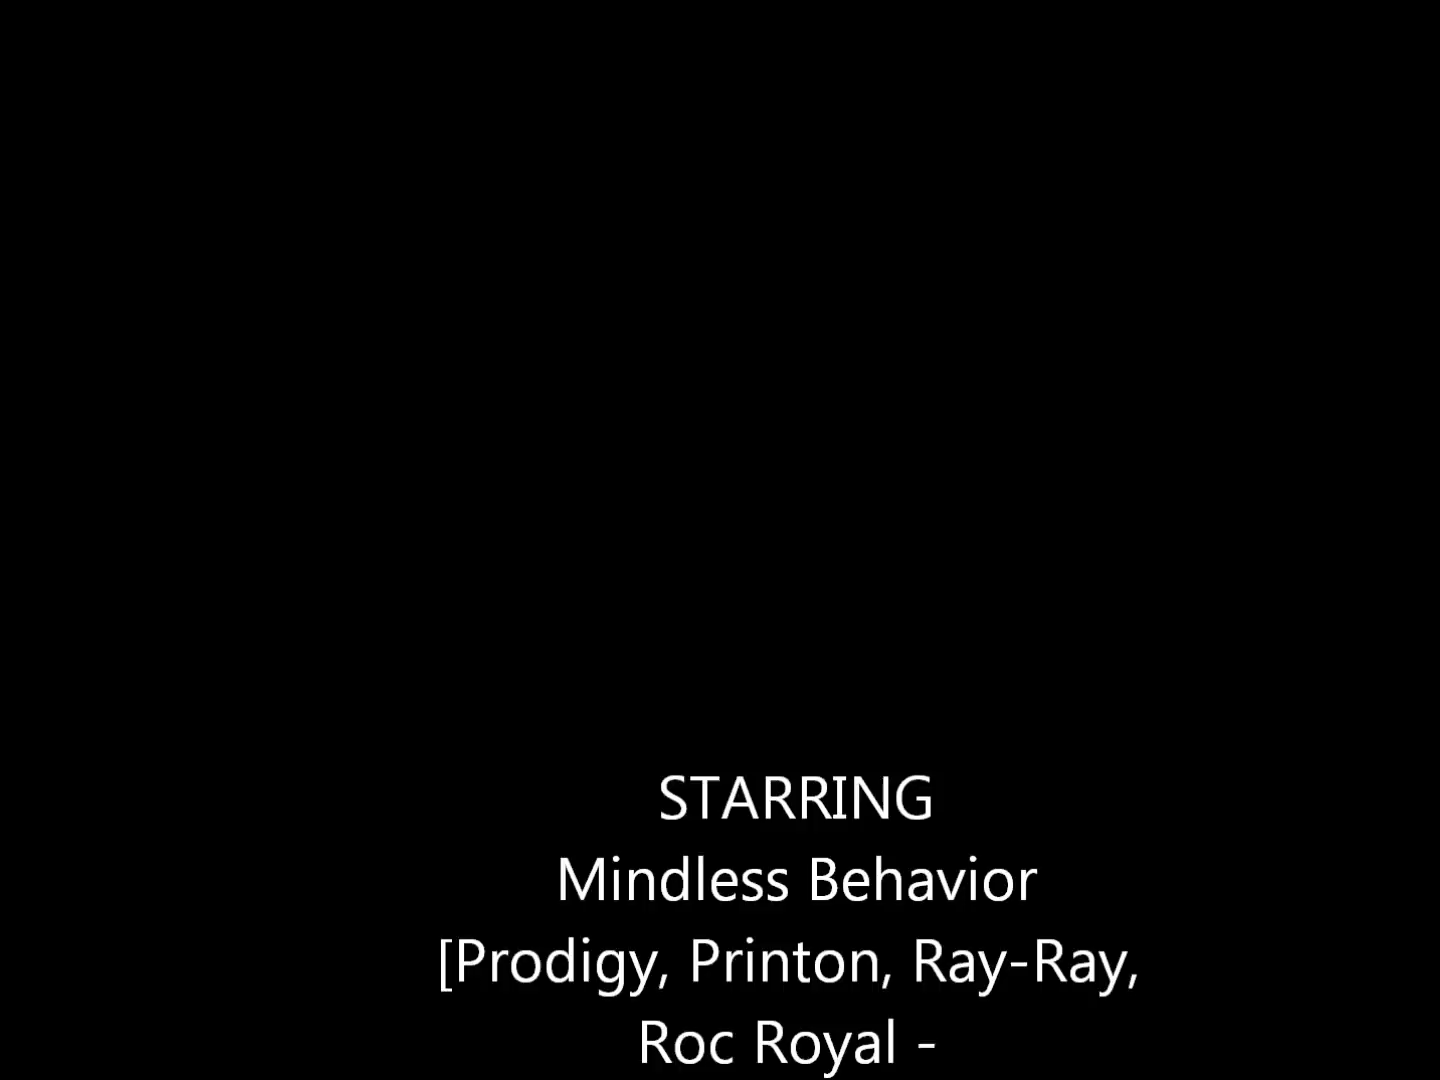 STARRING
Mindless Behavior
[Prodigy, Printon, Ray-Ray,
Roc Royal -